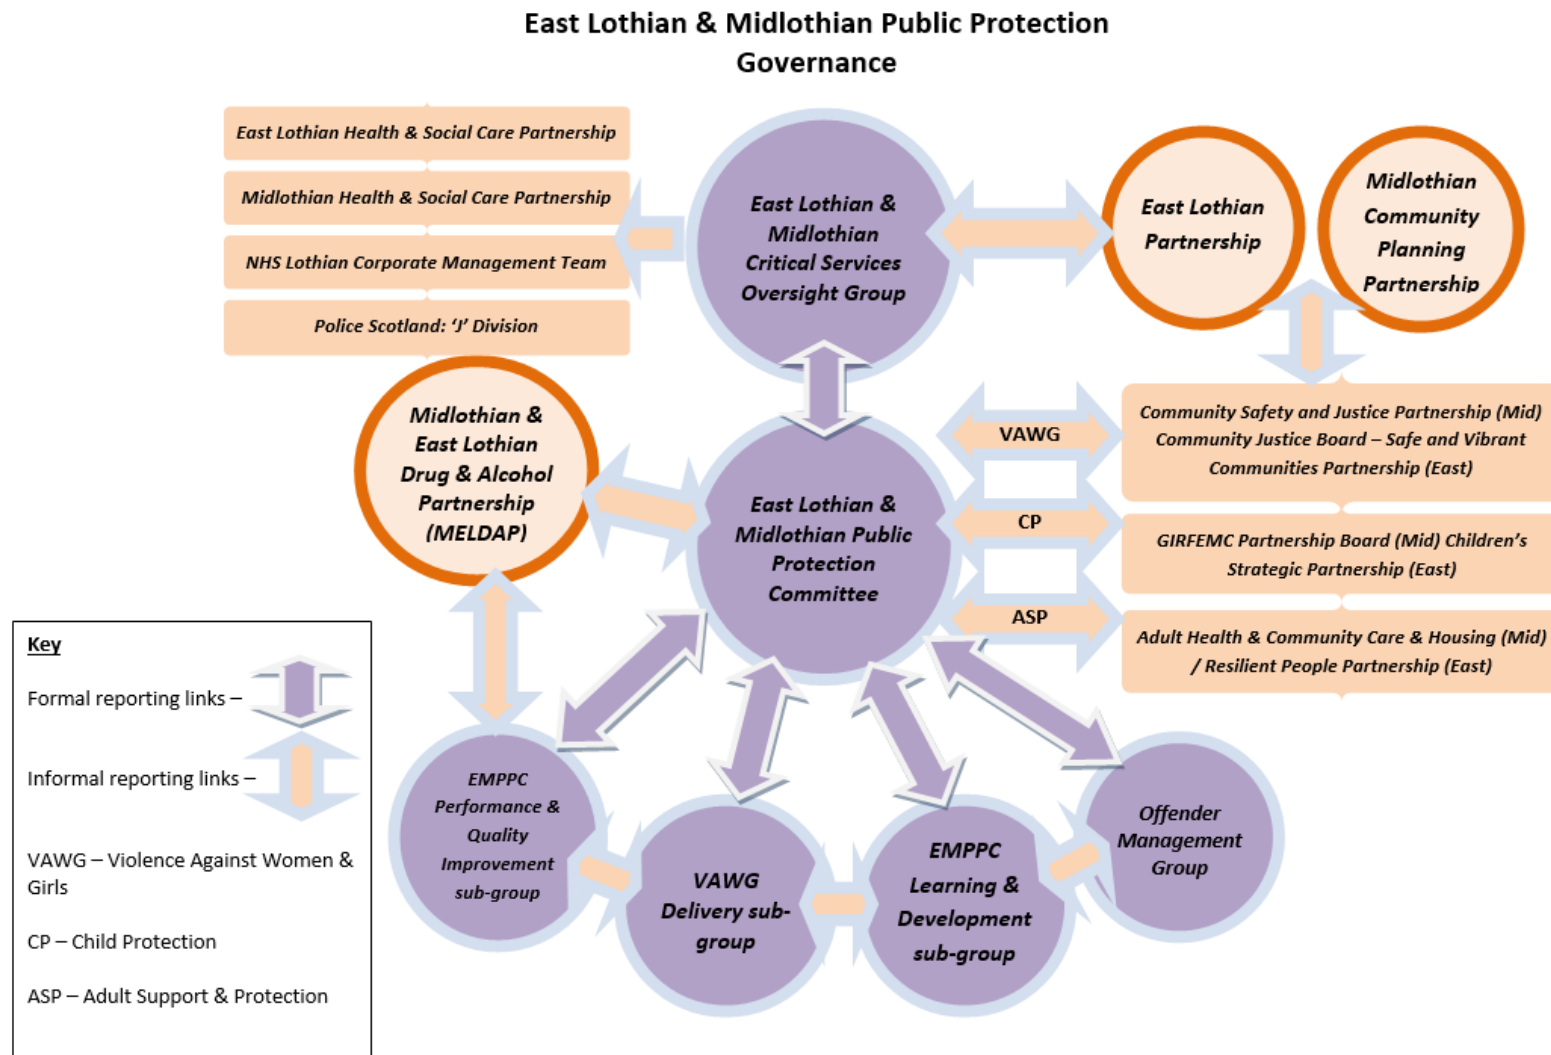 East Lothian & Midlothian Public Protection
Governance
East Lothian Health & Social Care Partnership
Midlothian Health & Social Care Partnership
NHS Lothian Corporate Management Team
Police Scotland: ‘J’ Division
East Lothian &
Midlothian
Critical Services
Oversight Group
East Lothian
Partnership
Midlothian
Community
Planning
Partnership
Midlothian &
East Lothian
Drug & Alcohol
Partnership
(MELDAP)
East Lothian &
Midlothian Public
Protection
Committee
VAWG
CP
ASP
Community Safety and Justice Partnership (Mid)
Community Justice Board – Safe and Vibrant
Communities Partnership (East)
GIRFEMC Partnership Board (Mid) Children’s
Strategic Partnership (East)
Adult Health & Community Care & Housing (Mid)
/ Resilient People Partnership (East)
EMPPC
Performance &
Quality
Improvement
sub-group
VAWG
Delivery sub-
group
EMPPC
Learning &
Development
sub-group
Offender
Management
Group
Key
Formal reporting links –
Informal reporting links –
VAWG – Violence Against Women &
Girls
CP – Child Protection
ASP – Adult Support & Protection